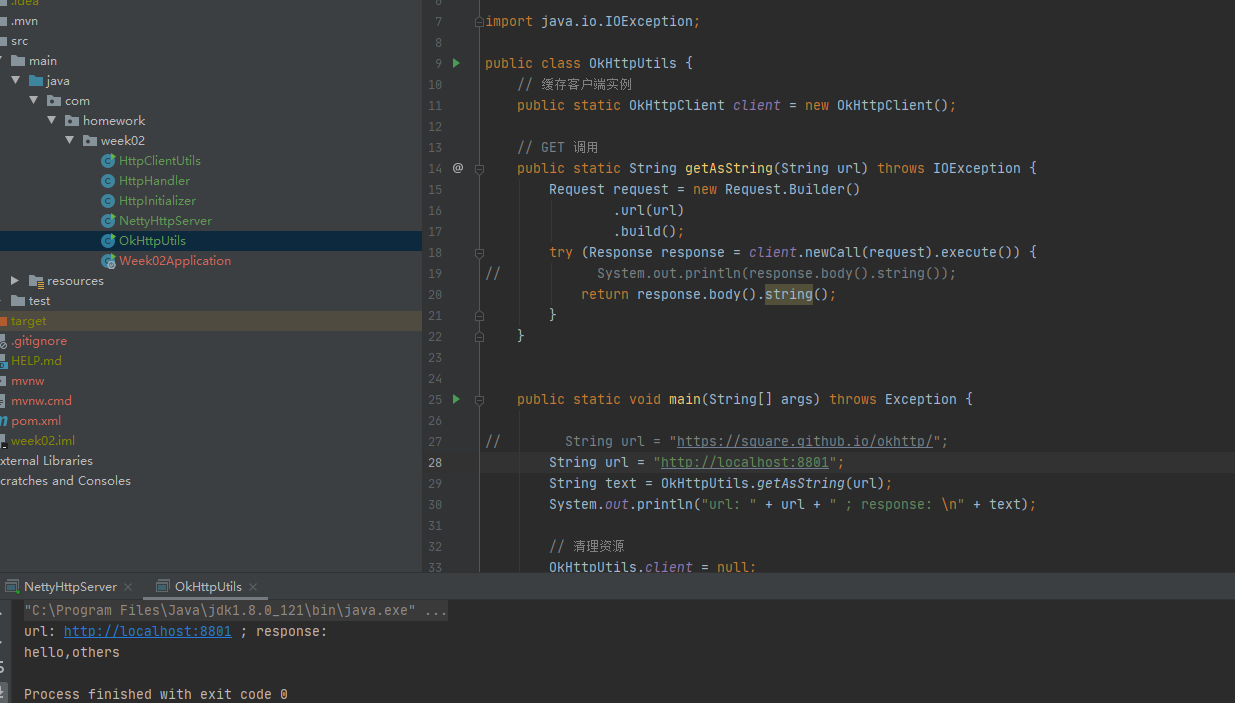 .idea
.mvn
src
main
java
com
homework
week02
HttpClientUtils
HttpHandler
HttpInitializer
NettyHttpServer
OkHttpUtils
Week02Application
resources
test
target
.gitignore
HELP.md
mvnw
mvnw.cmd
pom.xml
week02.iml
xternal Libraries
cratches and Consoles
6
7 import java.io.IOException;
8
9 public class OkHttpUtils {
10 // 缓存客户端实例
11 public static OkHttpClient client = new OkHttpClient();
12
13 // GET 调用
14 @ public static String getAsString(String url) throws IOException {
15 Request request = new Request.Builder()
16 .url(url)
17 .build();
18 try (Response response = client.newCall(request).execute()) {
19 // System.out.println(response.body().string());
20 return response.body().string();
21 }
22 }
23
24
25 public static void main(String[] args) throws Exception {
26
27 // String url = "https://square.github.io/okhttp/";
28 String url = "http://localhost:8801";
29 String text = OkHttpUtils.getAsString(url);
30 System.out.println("url: " + url + " ; response: \n" + text);
31
32 // 清理资源
33 OkHttpUtils.client = null;
NettyHttpServer × OkHttpUtils ×
"C:\Program Files\Java\jdk1.8.0_121\bin\java.exe" ...
url: http://localhost:8801 ; response:
hello,others
Process finished with exit code 0